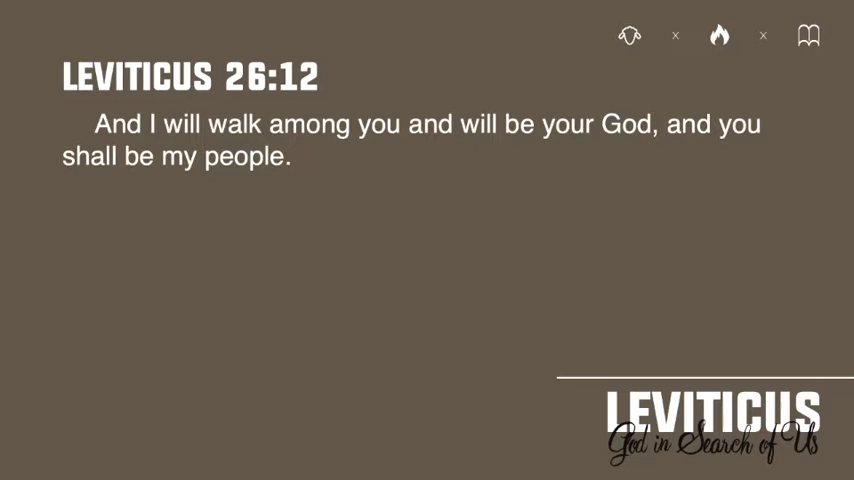 x x
LEVITICUS 26:12
And I will walk among you and will be your God, and you
shall be my people.
LEVITICUS
God in Search of Us